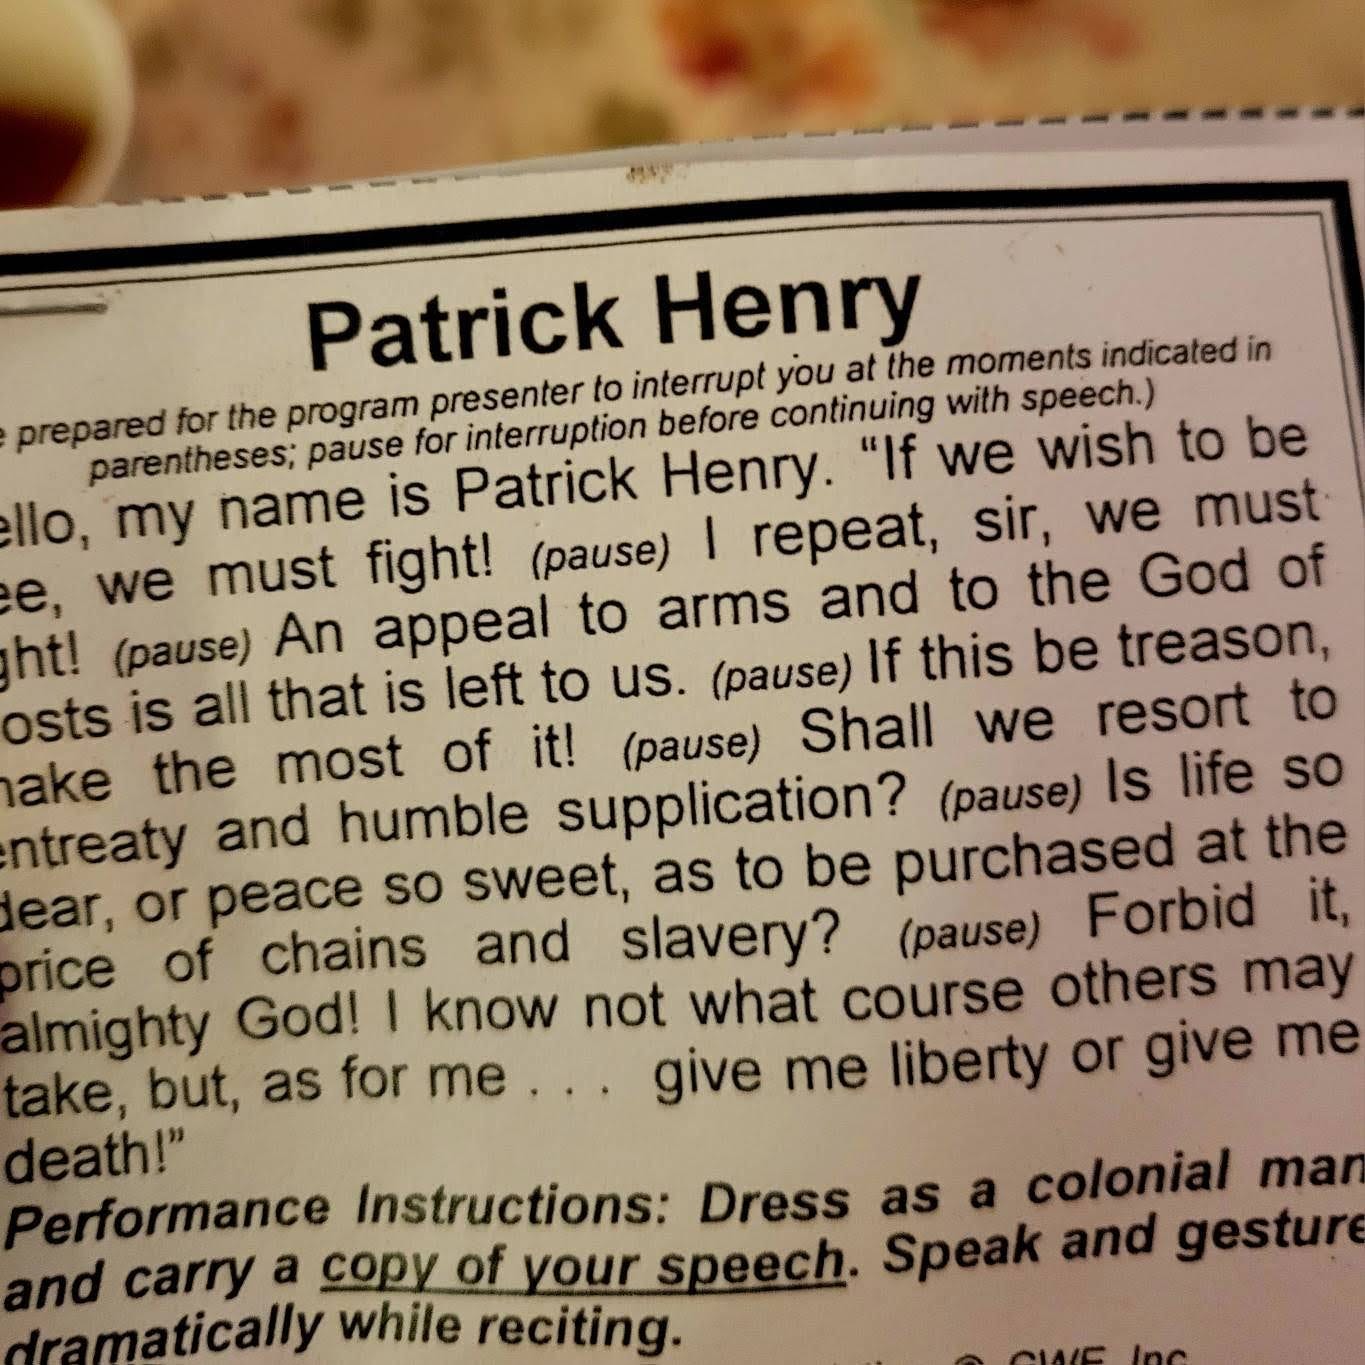 Patrick Henry
prepared for the program presenter to interrupt you at the moments indicated in
parentheses; pause for interruption before continuing with speech.)
ello, my name is Patrick Henry. “If we wish to be
ee, we must fight! (pause) I repeat, sir, we must
ght! (pause) An appeal to arms and to the God of
osts is all that is left to us. (pause) If this be treason,
make the most of it! (pause) Shall we resort to
entreaty and humble supplication? (pause) Is life so
dear, or peace so sweet, as to be purchased at the
price of chains and slavery? (pause) Forbid it,
almighty God! I know not what course others may
take, but, as for me . . . give me liberty or give me
death!”
Performance Instructions: Dress as a colonial man
and carry a copy of your speech. Speak and gesture
dramatically while reciting.
© CWE, Inc